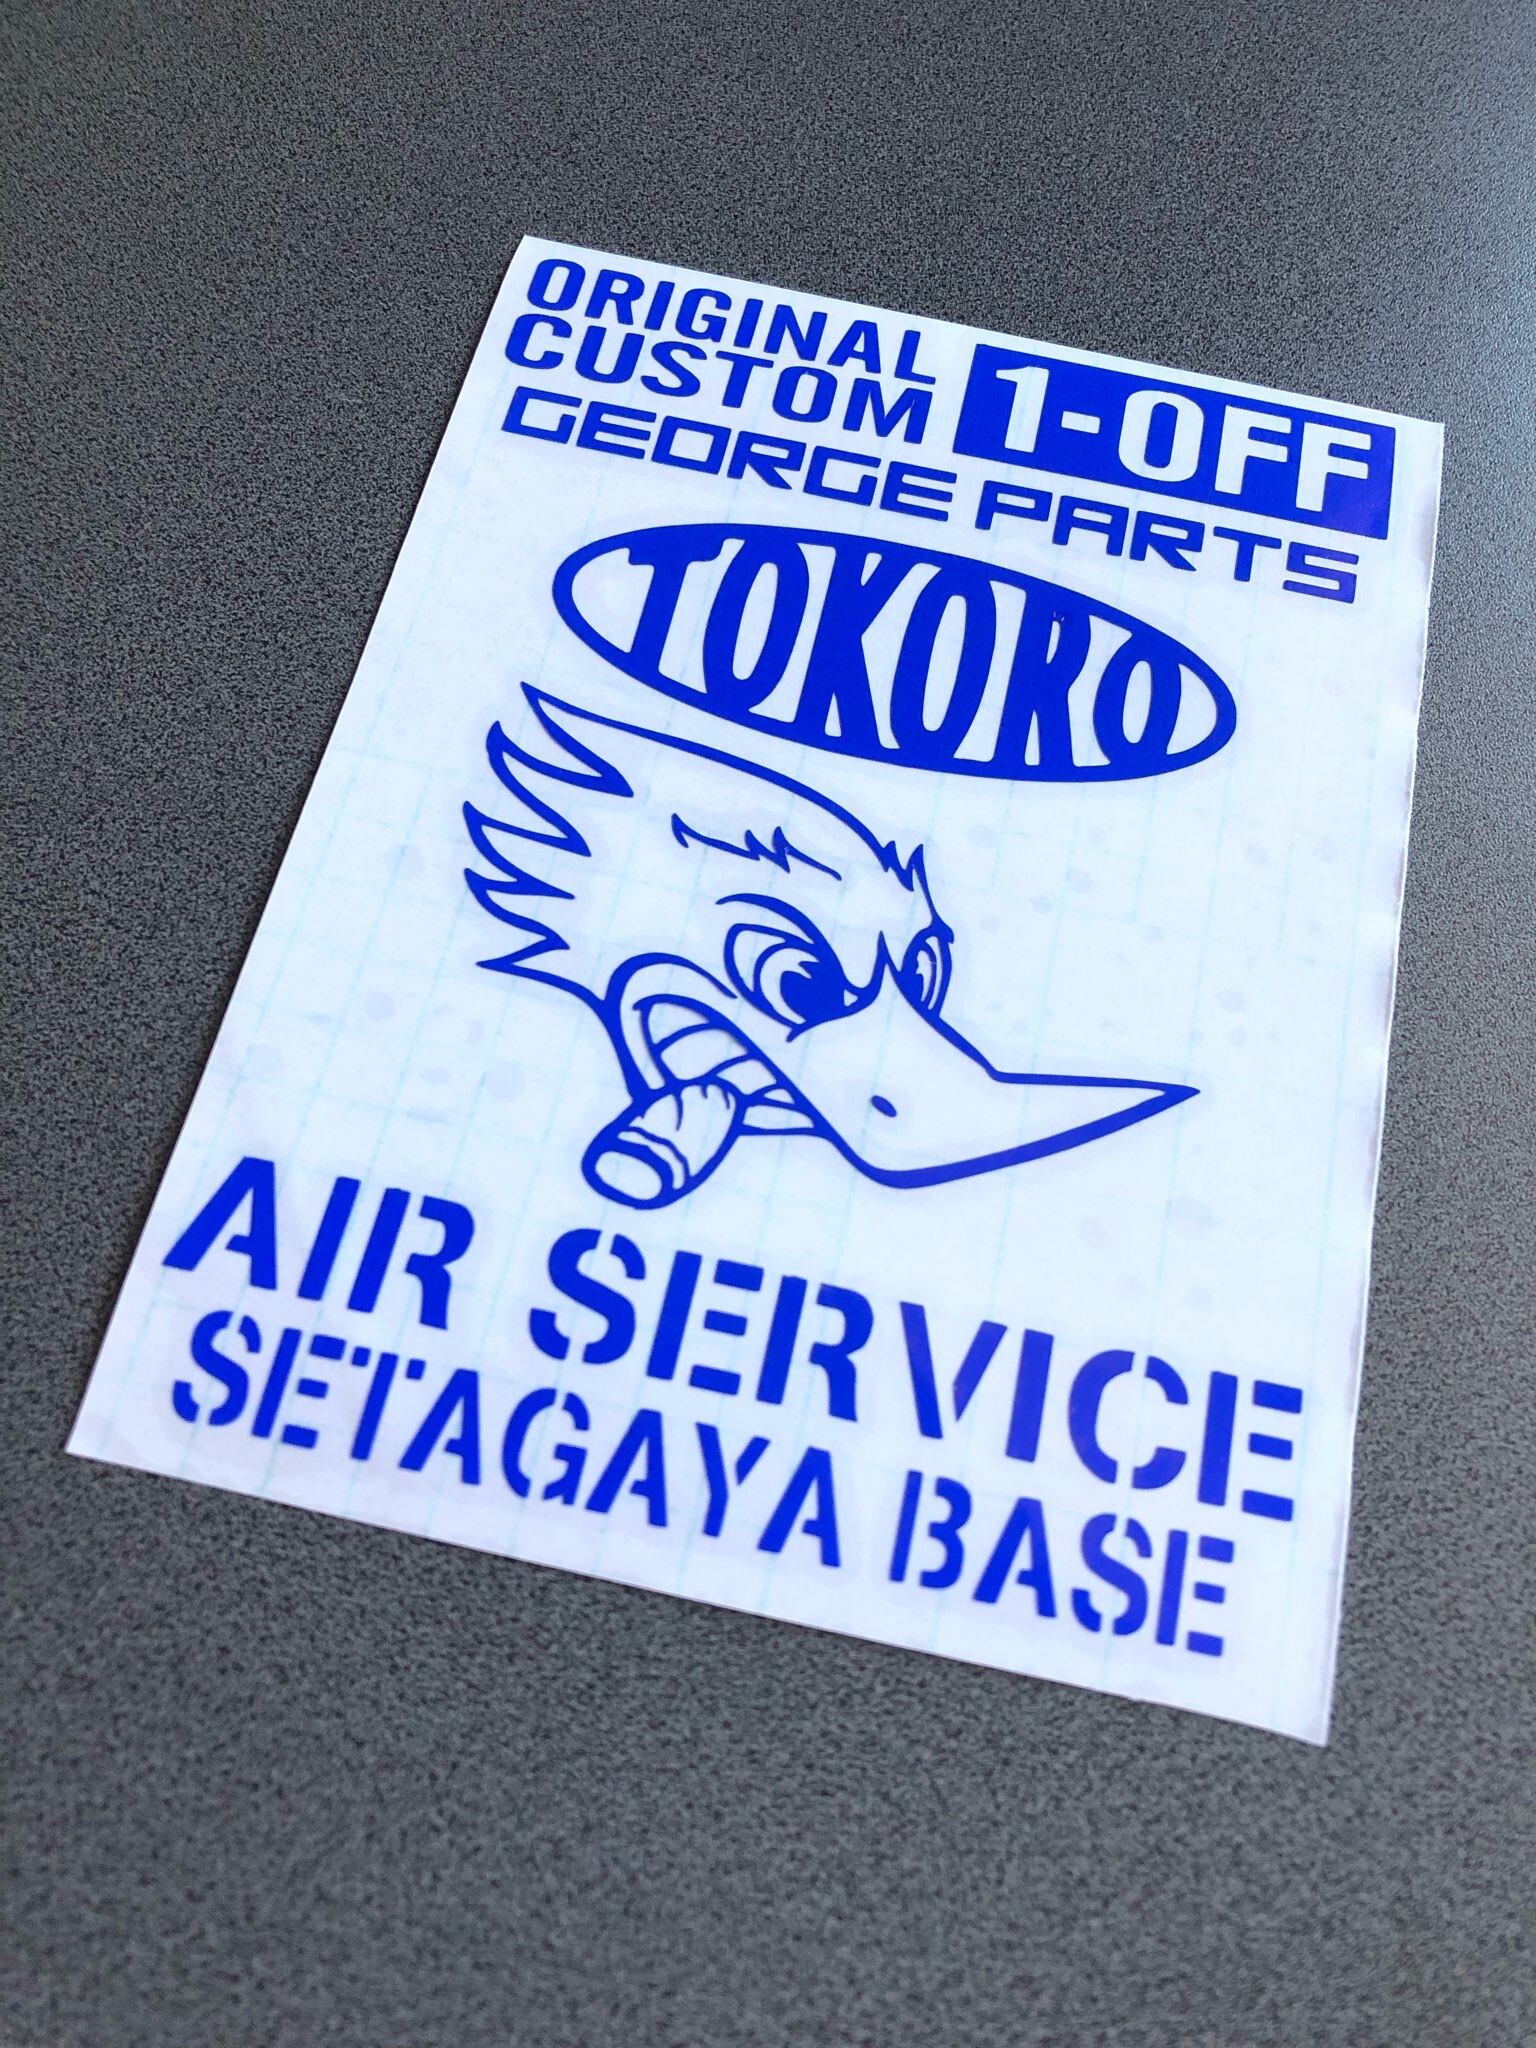 ORIGINAL
CUSTOM 1-OFF
GEORGE PARTS
TOKORO
AIR SERVICE
SETAGAYA BASE